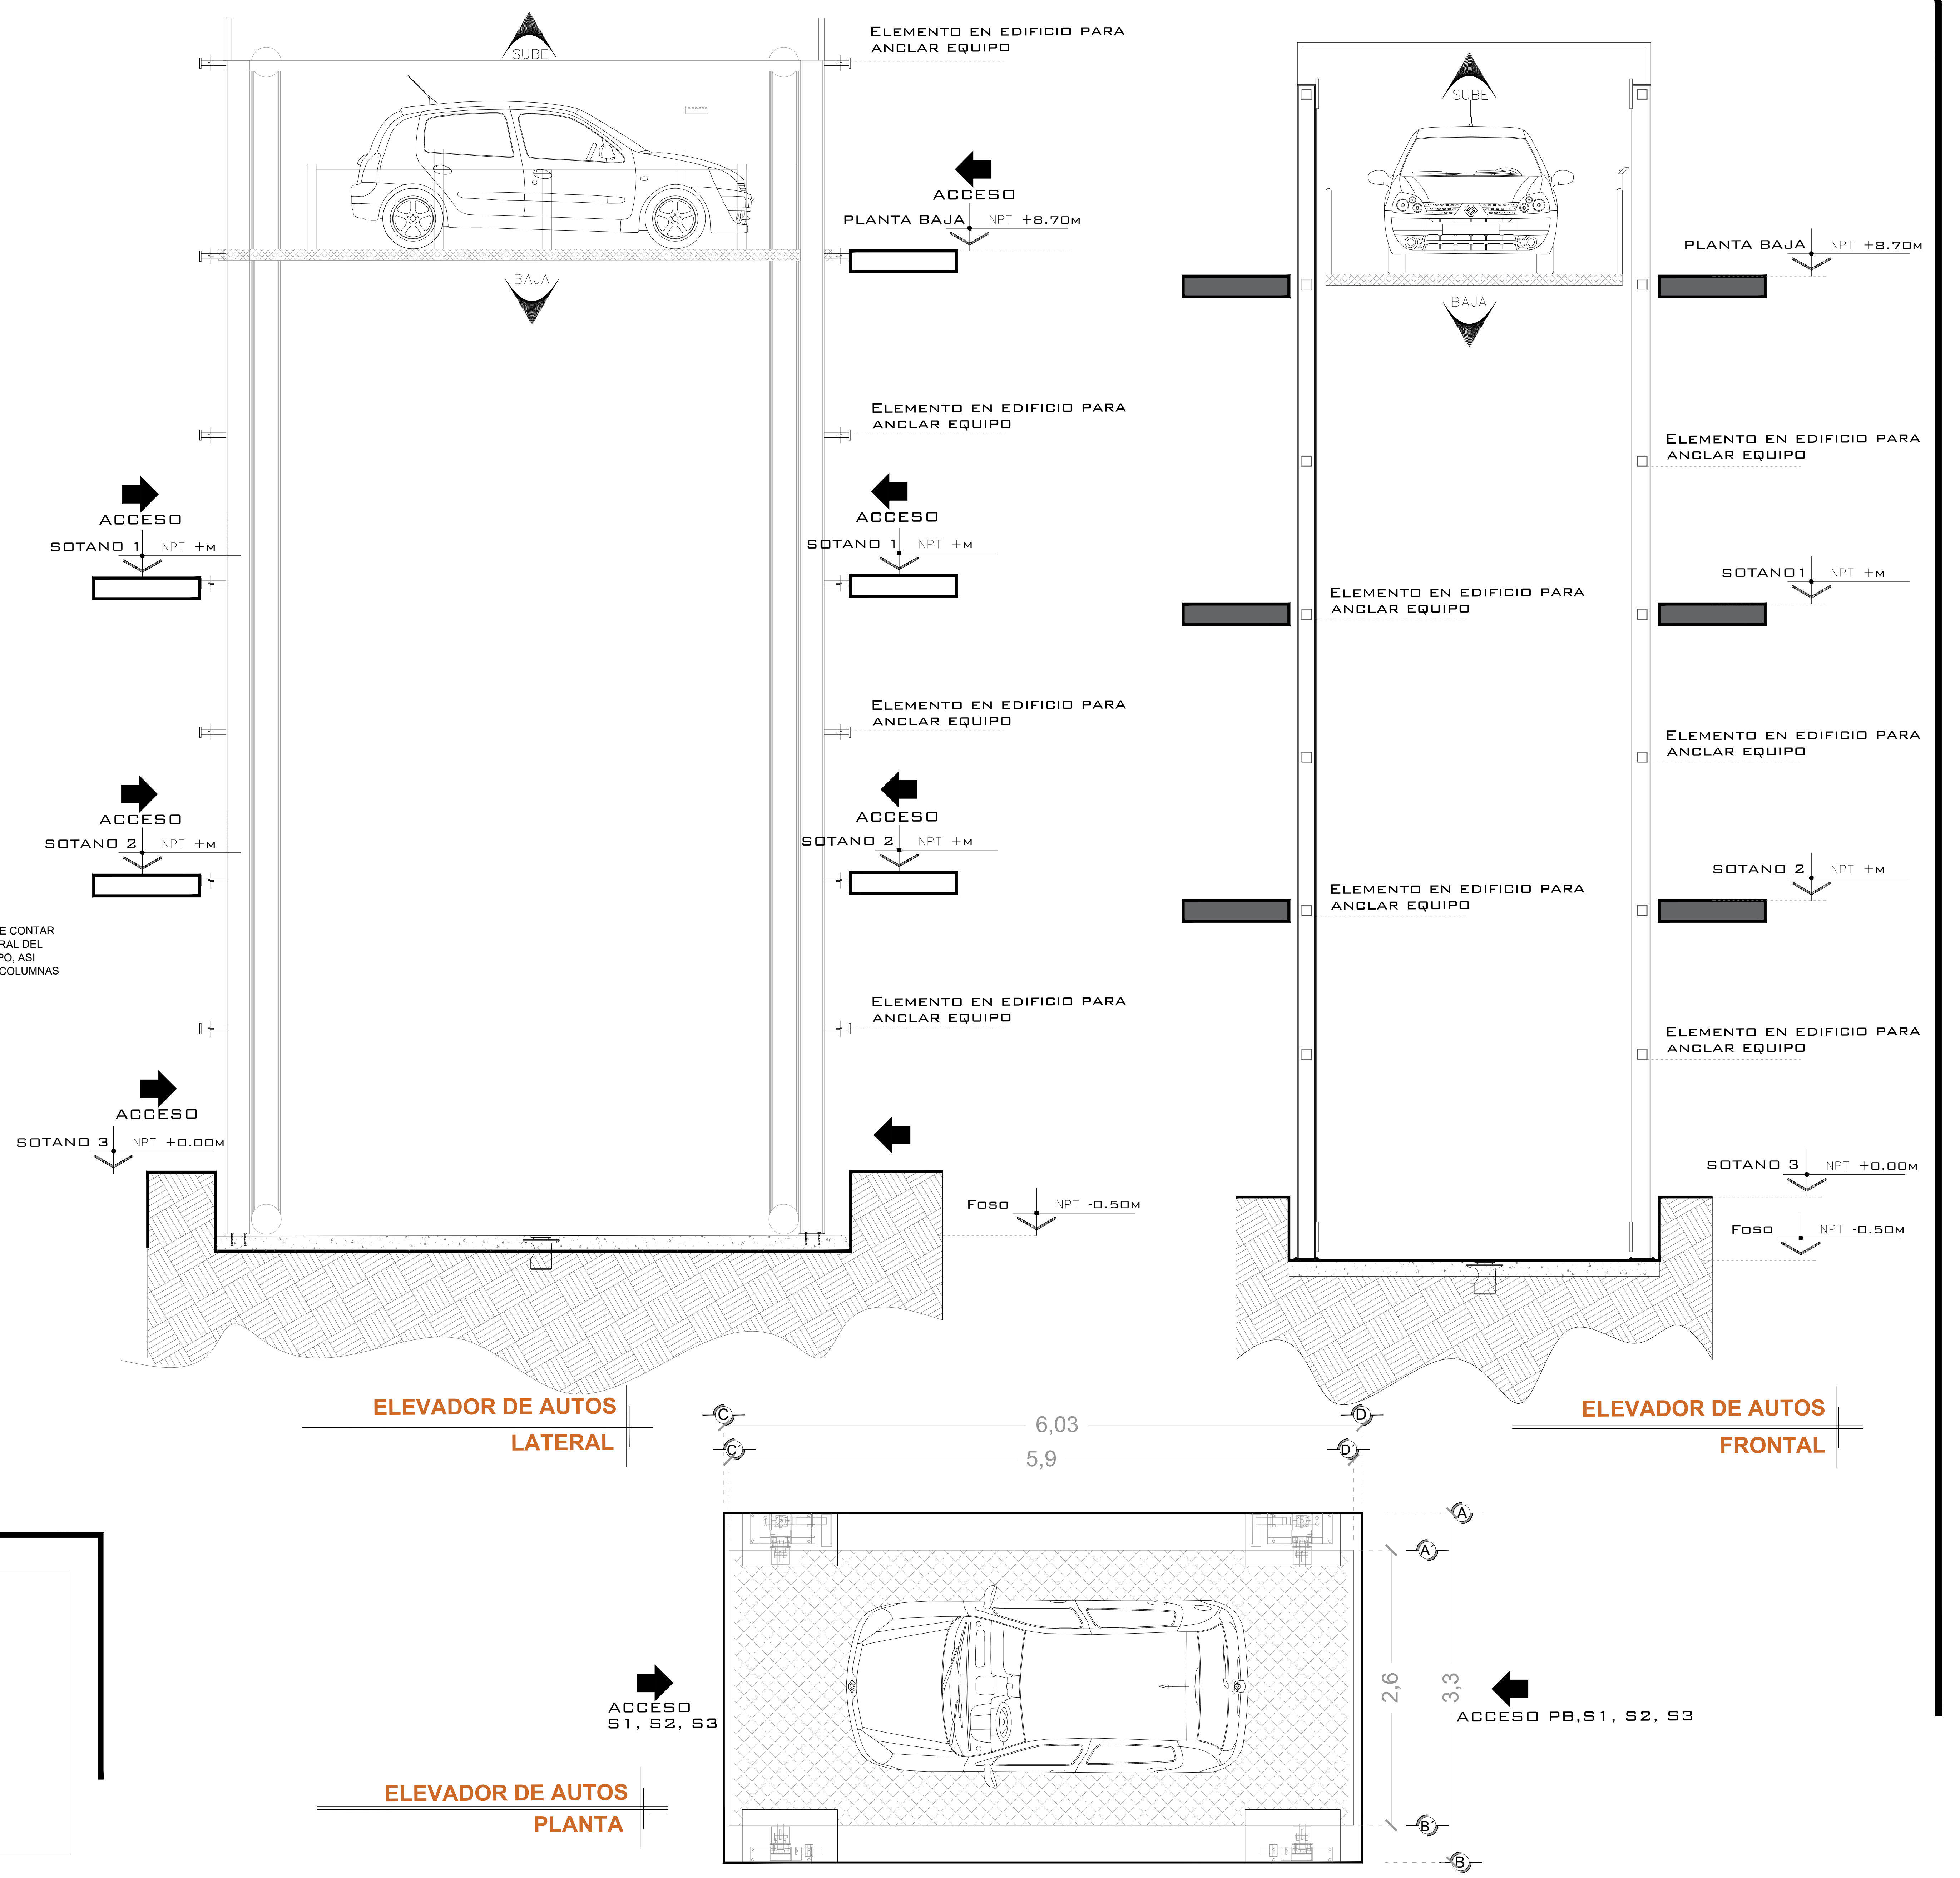 SUBE
ELEMENTO EN EDIFICIO PARA
ANCLAR EQUIPO
ACCESO
PLANTA BAJA NPT +8.70M
BAJA
ELEMENTO EN EDIFICIO PARA
ANCLAR EQUIPO
ACCESO
SOTANO 1 NPT +M
ACCESO
SOTANO 1 NPT +M
ELEMENTO EN EDIFICIO PARA
ANCLAR EQUIPO
ACCESO
SOTANO 2 NPT +M
ACCESO
SOTANO 2 NPT +M
E CONTAR
RAL DEL
PO, ASI
COLUMNAS
ELEMENTO EN EDIFICIO PARA
ANCLAR EQUIPO
ACCESO
SOTANO 3 NPT +0.00M
FOSO NPT -0.50M
ELEVADOR DE AUTOS
LATERAL
SUBE
PLANTA BAJA NPT +8.70M
BAJA
ELEMENTO EN EDIFICIO PARA
ANCLAR EQUIPO
SOTANO1 NPT +M
ELEMENTO EN EDIFICIO PARA
ANCLAR EQUIPO
ELEMENTO EN EDIFICIO PARA
ANCLAR EQUIPO
SOTANO 2 NPT +M
ELEMENTO EN EDIFICIO PARA
ANCLAR EQUIPO
ELEMENTO EN EDIFICIO PARA
ANCLAR EQUIPO
SOTANO 3 NPT +0.00M
FOSO NPT -0.50M
ELEVADOR DE AUTOS
FRONTAL
C 6,03 D
C´ 5,9 D´
A
A´
2,6
3,3
B´
B
ACCESO
S1, S2, S3
ACCESO PB,S1, S2, S3
ELEVADOR DE AUTOS
PLANTA